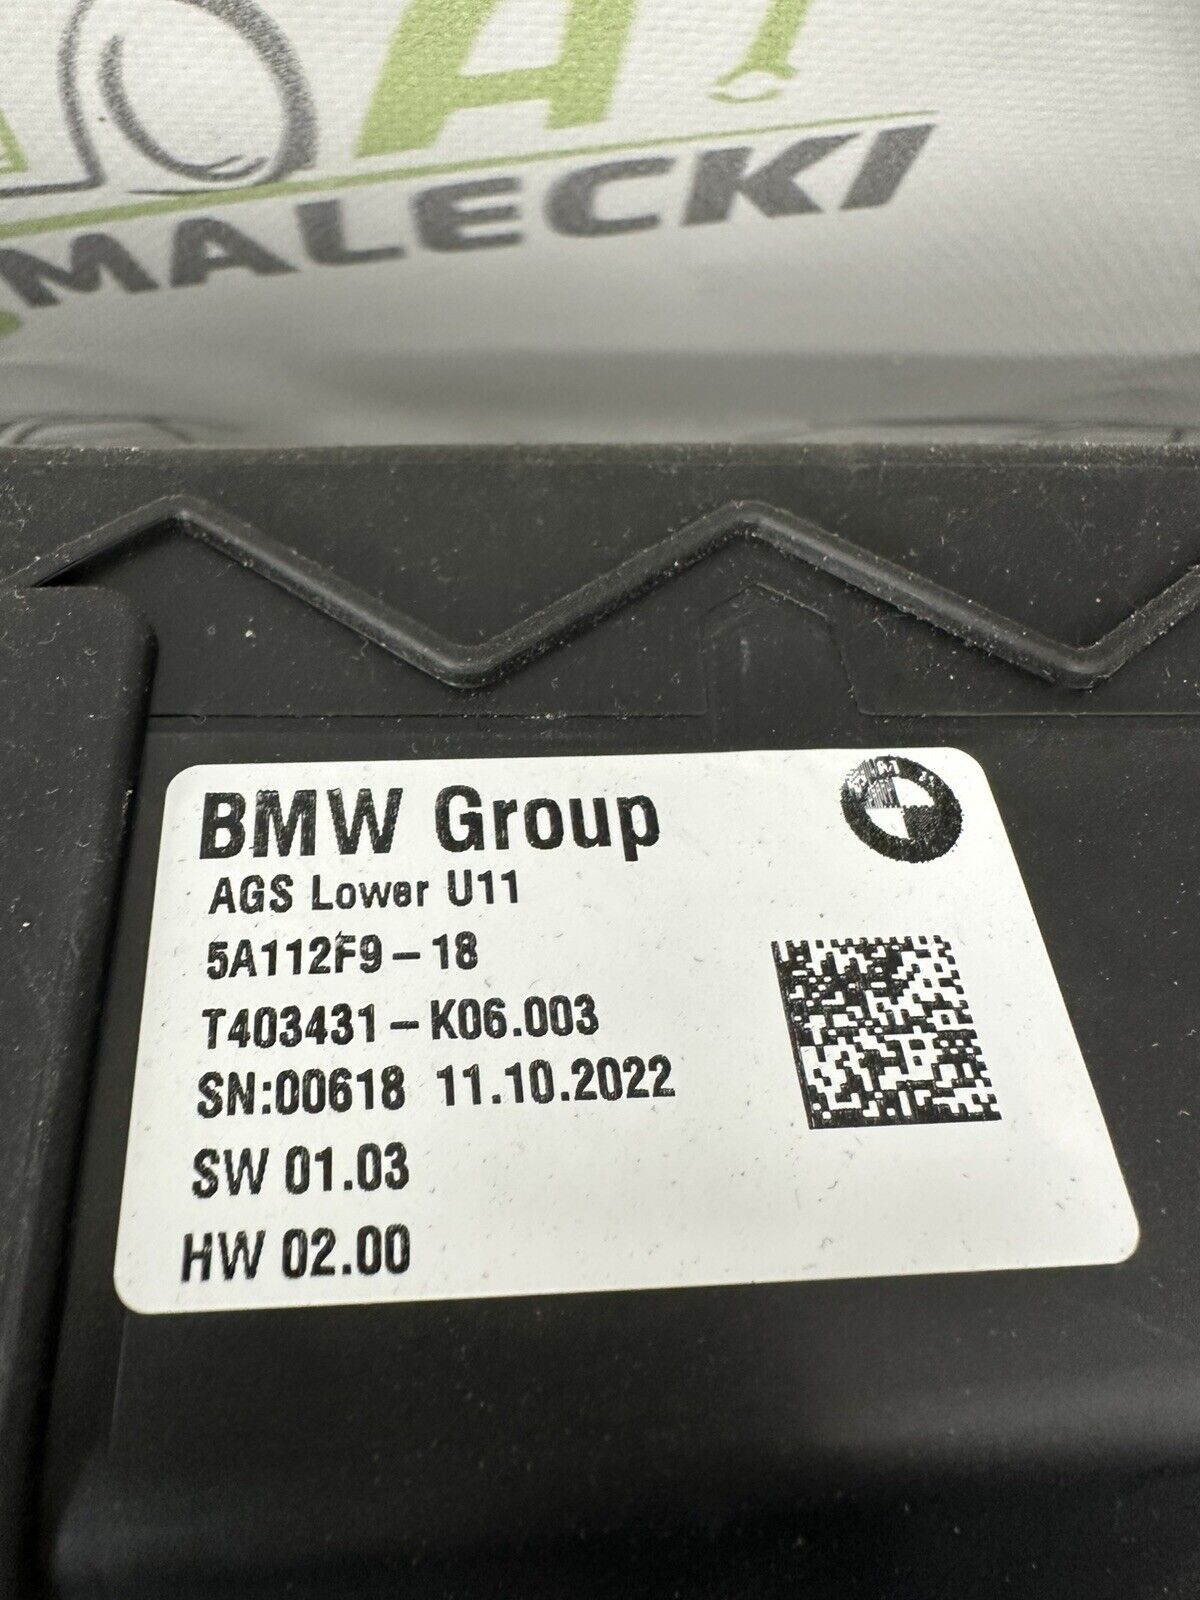 MALECKI
BMW Group
AGS Lower U11
5A112F9-18
T403431-K06.003
SN:00618 11.10.2022
SW 01.03
HW 02.00